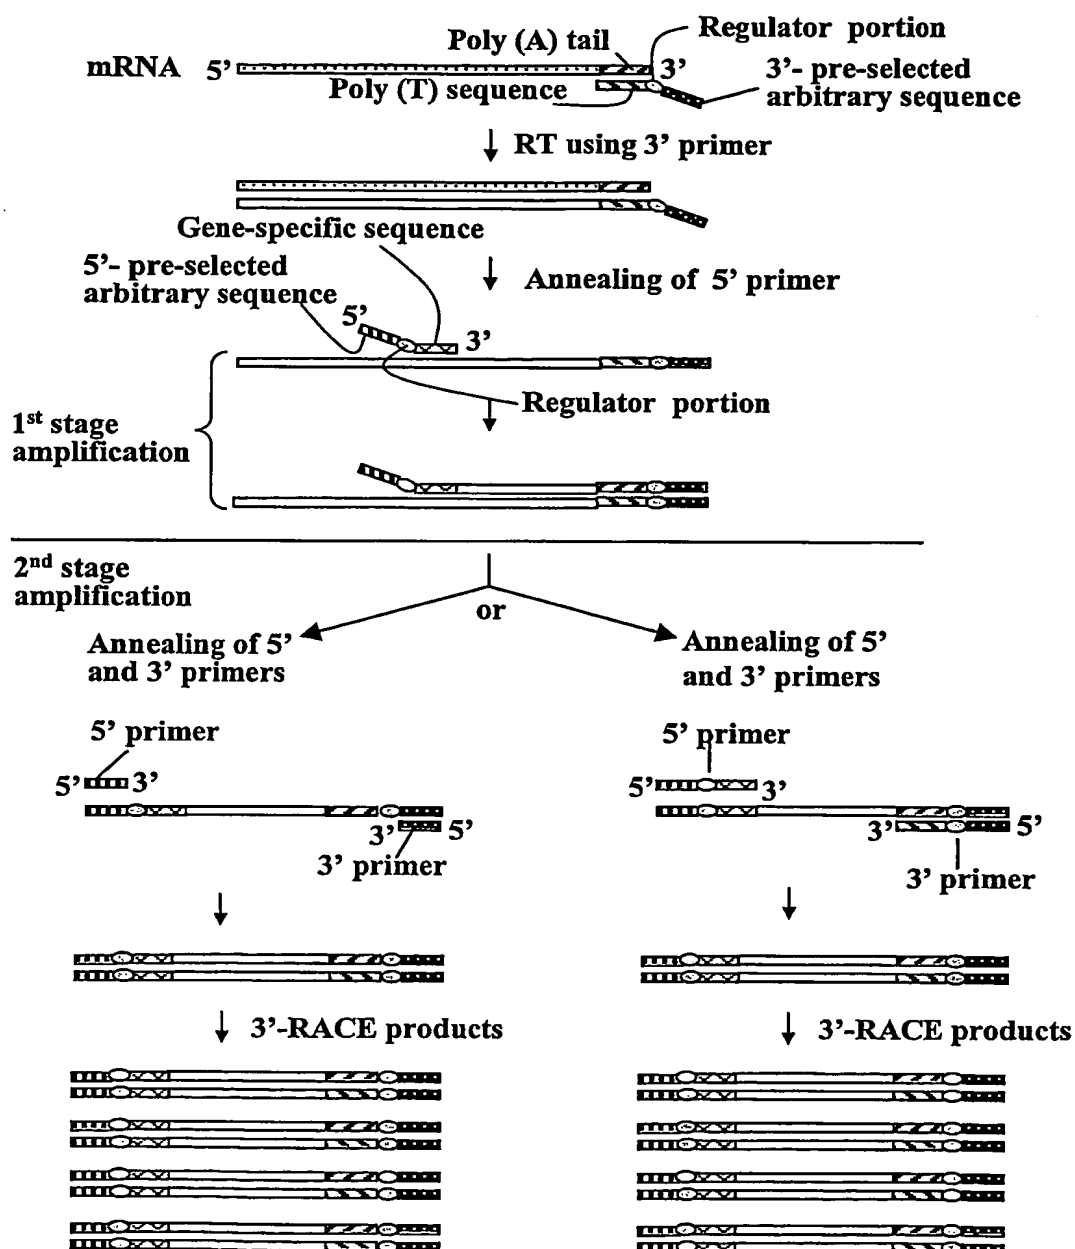 Poly (A) tail
Regulator portion
mRNA 5’
3’
3’- pre-selected
arbitrary sequence
Poly (T) sequence
RT using 3’ primer
Gene-specific sequence
5’- pre-selected
arbitrary sequence
Annealing of 5’ primer
5’
3’
Regulator portion
1st stage
amplification
2nd stage
amplification
or
Annealing of 5’
and 3’ primers
Annealing of 5’
and 3’ primers
5’ primer
5’ 3’
3’ 5’
3’ primer
5’ primer
5’ 3’
3’ 5’
3’ primer
3’-RACE products
3’-RACE products